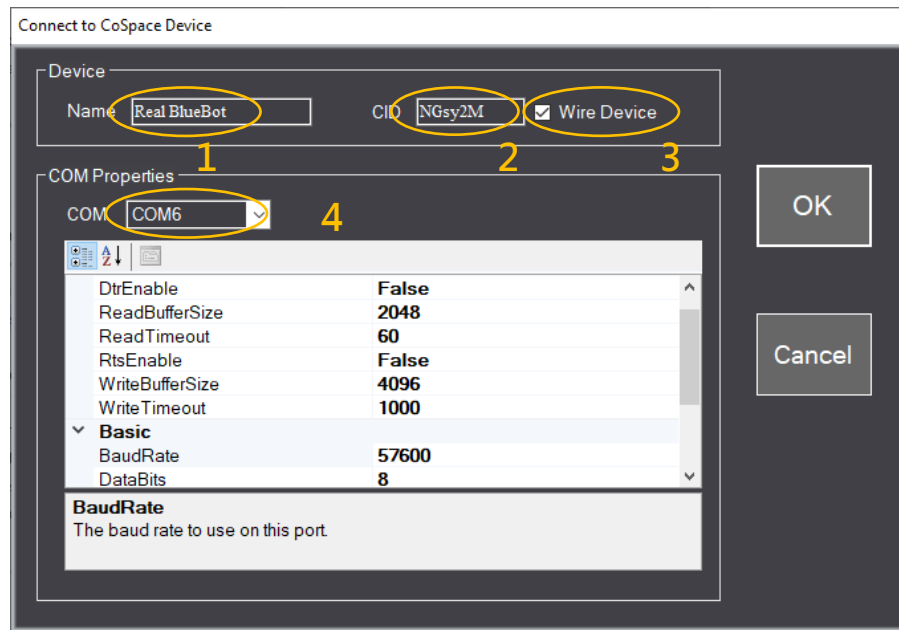 Connect to CoSpace Device
Device
Name Real BlueBot CID NGsy2M Wire Device
1 2 3
COM Properties
COM COM6 4
OK
DtrEnable False
ReadBufferSize 2048
ReadTimeout 60
RtsEnable False
WriteBufferSize 4096
WriteTimeout 1000
Basic
BaudRate 57600
DataBits 8
Cancel
BaudRate
The baud rate to use on this port.